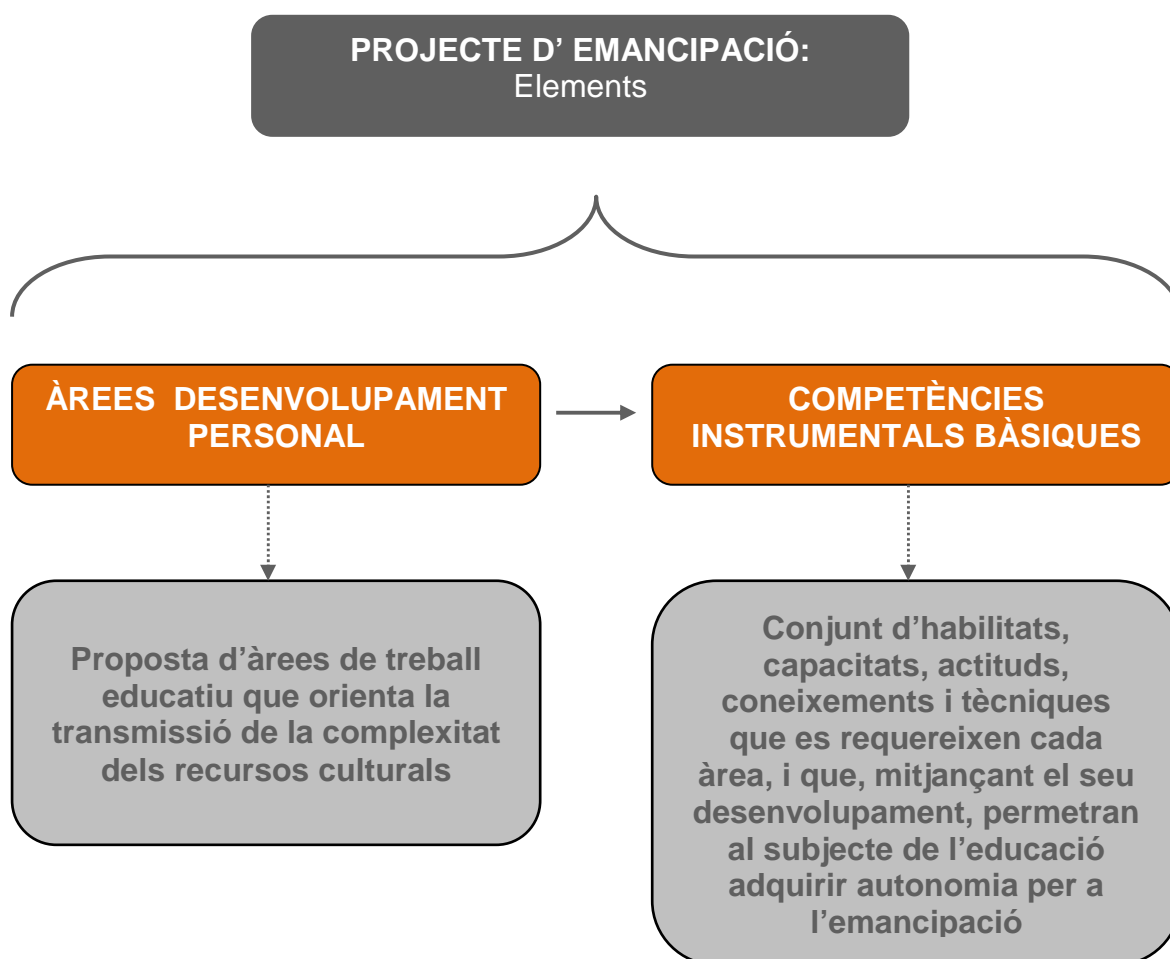 PROJECTE D’ EMANCIPACIÓ:
Elements
ÀREES  DESENVOLUPAMENT
PERSONAL
COMPETÈNCIES
INSTRUMENTALS BÀSIQUES
Proposta d’àrees de treball
educatiu que orienta la
transmissió de la complexitat
dels recursos culturals
Conjunt d’habilitats,
capacitats, actituds,
coneixements i tècniques
que es requereixen cada
àrea, i que, mitjançant el seu
desenvolupament, permetran
al subjecte de l’educació
adquirir autonomia per a
l’emancipació